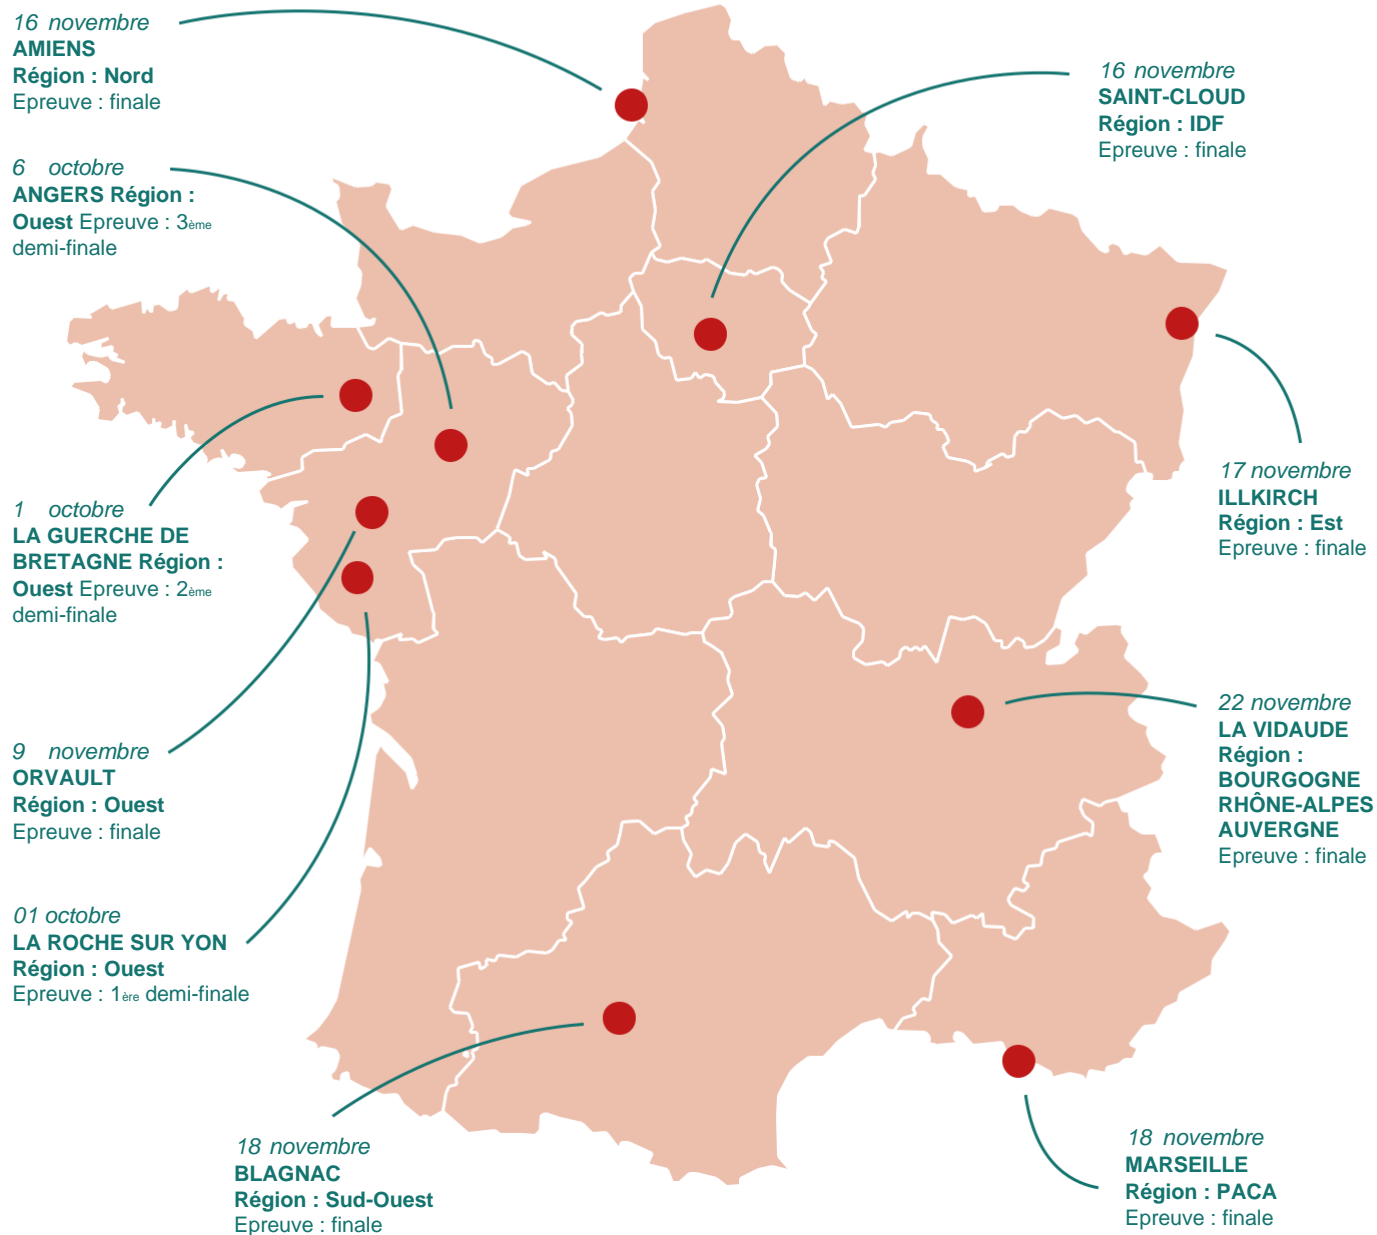 16 novembre
AMIENS
Région : Nord
Epreuve : finale
16 novembre
SAINT-CLOUD
Région : IDF
Epreuve : finale
6 octobre
ANGERS Région :
Ouest Epreuve : 3ème
demi-finale
17 novembre
ILLKIRCH
Région : Est
Epreuve : finale
1 octobre
LA GUERCHE DE
BRETAGNE Région :
Ouest Epreuve : 2ème
demi-finale
22 novembre
LA VIDAUDE
Région :
BOURGOGNE
RHÔNE-ALPES
AUVERGNE
Epreuve : finale
9 novembre
ORVAULT
Région : Ouest
Epreuve : finale
01 octobre
LA ROCHE SUR YON
Région : Ouest
Epreuve : 1ère demi-finale
18 novembre
BLAGNAC
Région : Sud-Ouest
Epreuve : finale
18 novembre
MARSEILLE
Région : PACA
Epreuve : finale